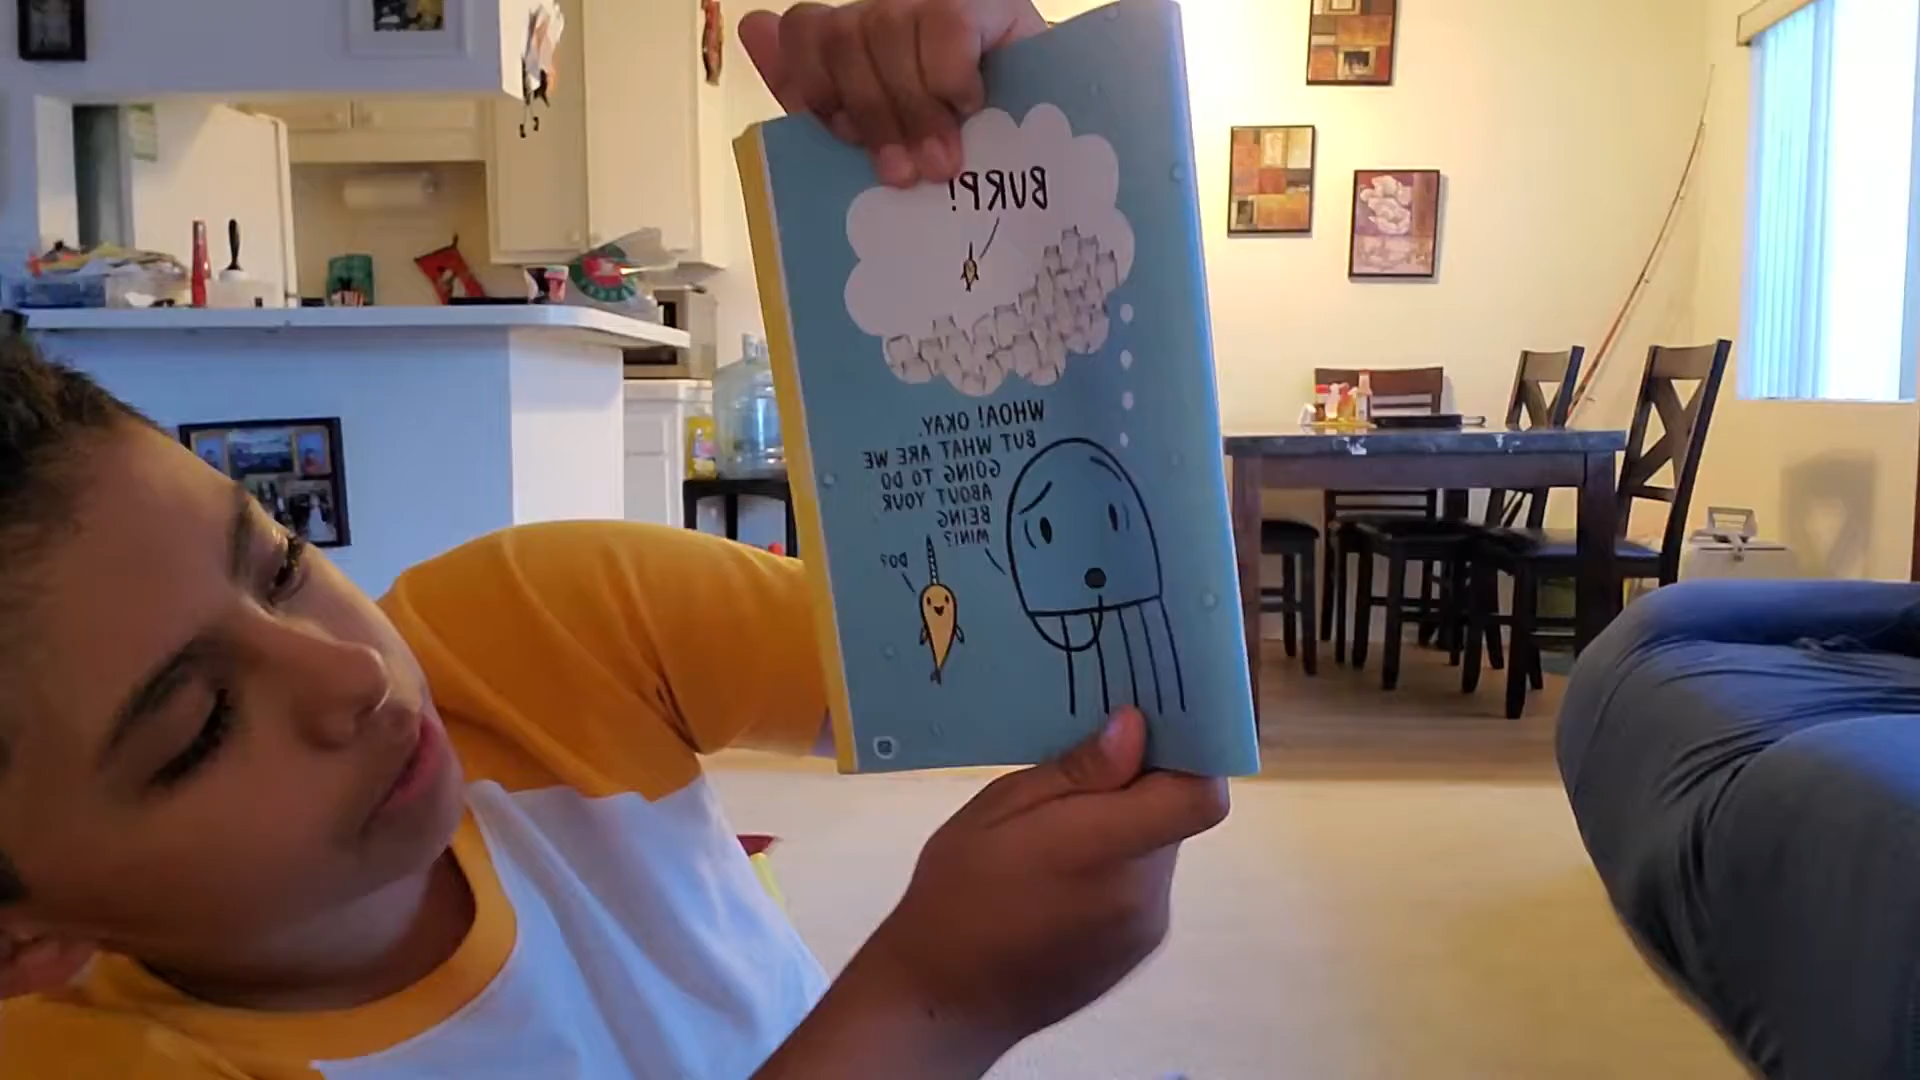 BURP!
WHOA! OKAY.
BUT WHAT ARE WE
GOING TO DO
ABOUT YOUR
BEING
MINI?
DO?